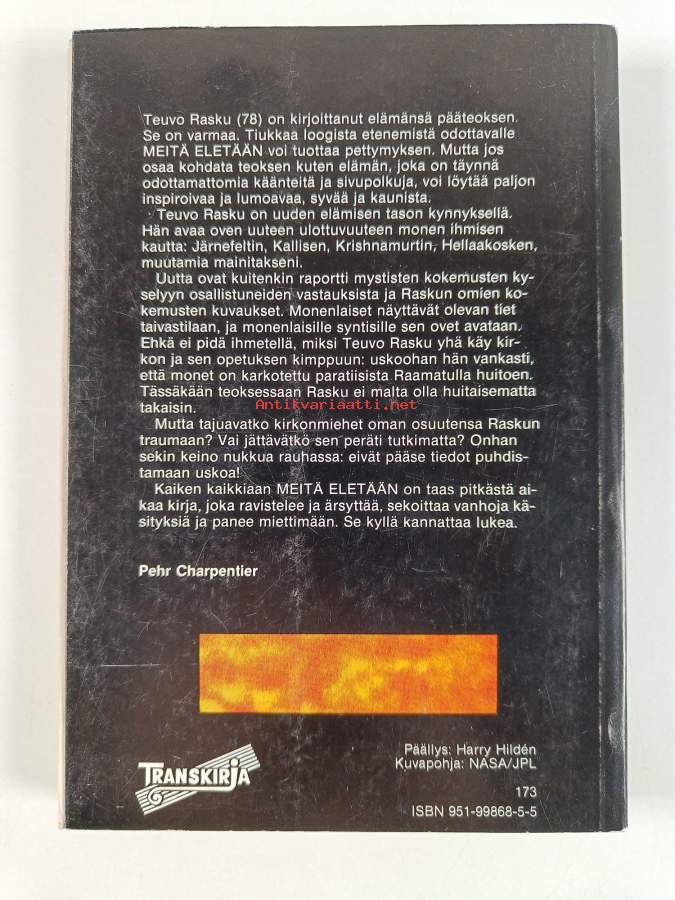 Teuvo Rasku (78) on kirjoittanut elämänsä pääteoksen.
Se on varmaa. Tiukkaa loogista etenemistä odottavalle
MEITÄ ELETÄÄN voi tuottaa pettymyksen. Mutta jos
osaa kohdata teoksen kuten elämän, joka on täynnä
odottamattomia käänteitä ja sivupolkuja, voi löytää paljon
inspiroivaa ja lumoavaa, syvää ja kaunista.
Teuvo Rasku on uuden elämisen tason kynnyksellä.
Hän avaa oven uuteen ulottuvuuteen monen ihmisen
kautta: Järnefeltin, Kallisen, Krishnamurtin, Hellaakosken,
muutamia mainitakseni.
Uutta ovat kuitenkin raportti mystisten kokemusten ky-
selyyn osallistuneiden vastauksista ja Raskun omien ko-
kemusten kuvaukset. Monenlaiset näyttävät olevan tiet
taivastilaan, ja monenlaisille syntisille sen ovet avataan.
Ehkä ei pidä ihmetellä, miksi Teuvo Rasku yhä käy kir-
kon ja sen opetuksen kimppuun: uskoohan hän vankasti,
että monet on karkotettu paratiisista Raamatulla huitoen.
Tässäkään teoksessaan Rasku ei malta olla huitaisematta
takaisin.
Antikvariaatti.net
Mutta tajuavatko kirkonmiehet oman osuutensa Raskun
traumaan? Vai jättävätkö sen peräti tutkimatta? Onhan
sekin keino nukkua rauhassa: eivät pääse tiedot puhdis-
tamaan uskoa!
Kaiken kaikkiaan MEITÄ ELETÄÄN on taas pitkästä ai-
kaa kirja, joka ravistelee ja ärsyttää, sekoittaa vanhoja kä-
sityksiä ja panee miettimään. Se kyllä kannattaa lukea.
Pehr Charpentier
TRANSKIRJA
Päällys: Harry Hildén
Kuvapohja: NASA/JPL
173
ISBN 951-99868-5-5